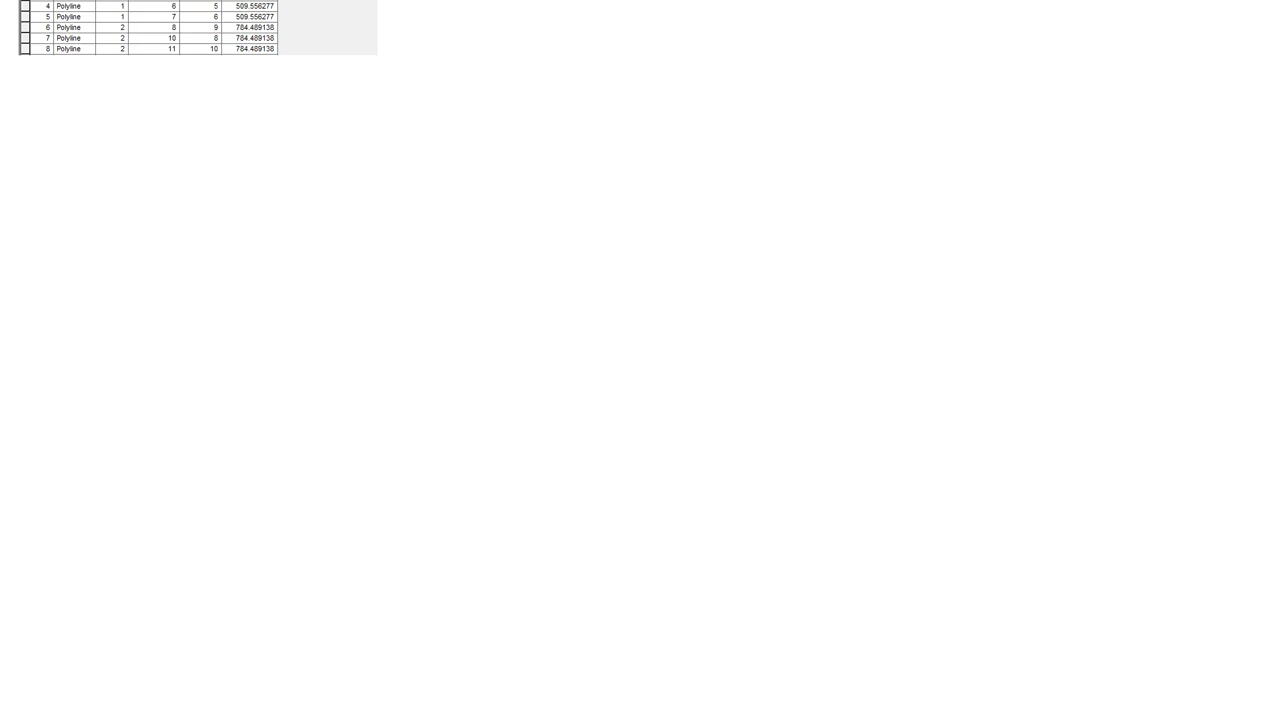 4 Polyline 1 6 5 509.556277
5 Polyline 1 7 6 509.556277
6 Polyline 2 8 9 784.489138
7 Polyline 2 10 8 784.489138
8 Polyline 2 11 10 784.489138